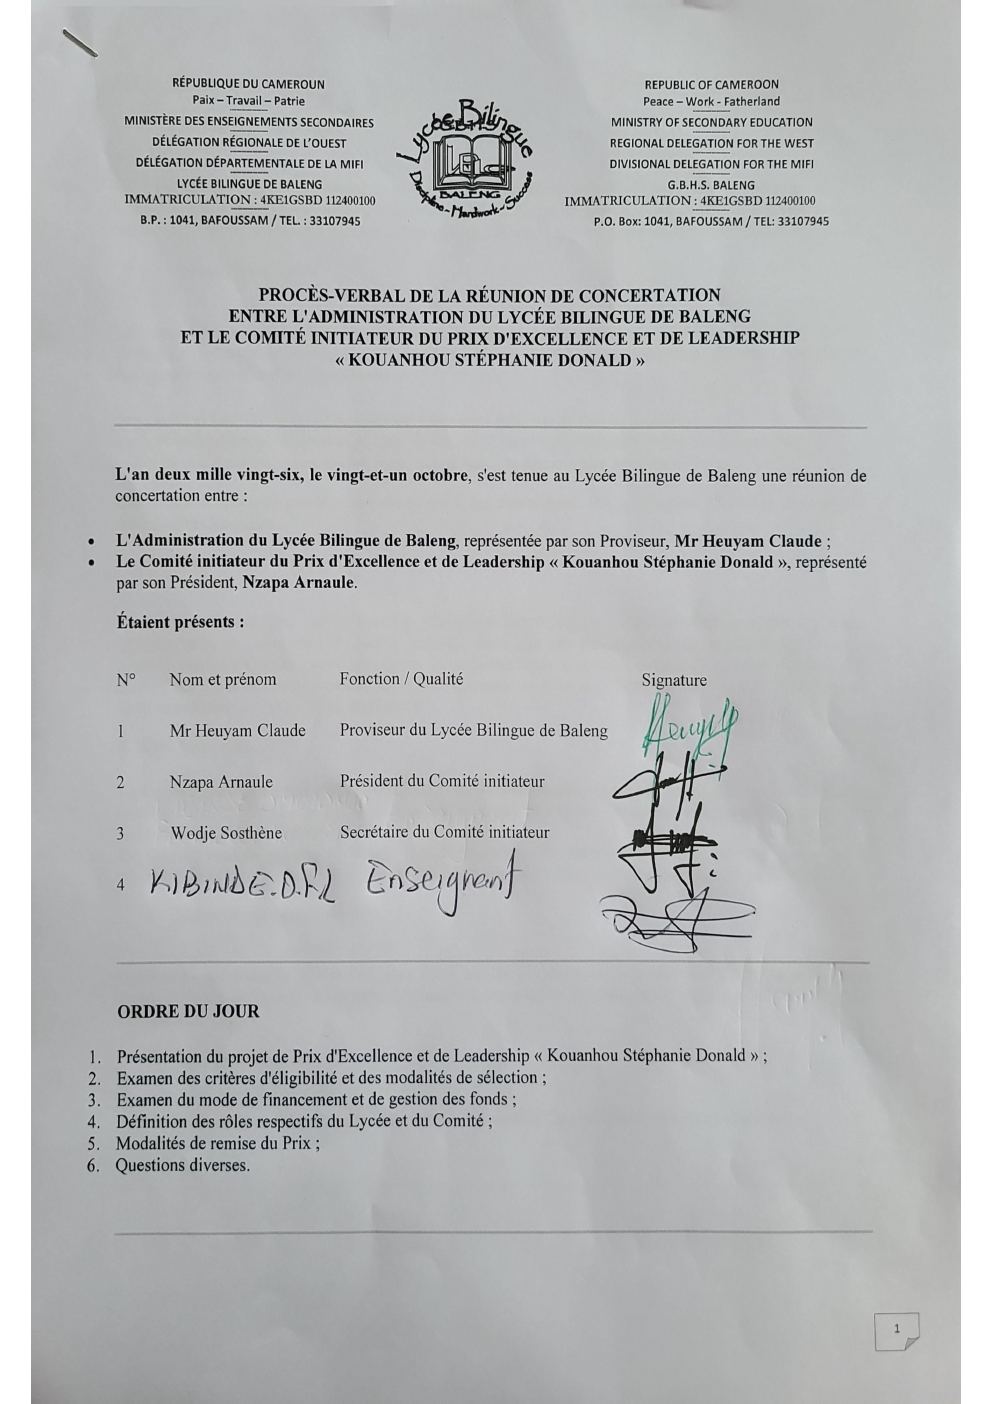 RÉPUBLIQUE DU CAMEROUN
Paix – Travail – Patrie
MINISTÈRE DES ENSEIGNEMENTS SECONDAIRES
DÉLÉGATION RÉGIONALE DE L'OUEST
DÉLÉGATION DÉPARTEMENTALE DE LA MIFI
LYCÉE BILINGUE DE BALENG
IMMATRICULATION : 4KE1GSBD 112400100
B.P. : 1041, BAFOUSSAM / TEL. : 33107945
Lycée Bilingue
BALENG
Discipline - Hardwork - Success
REPUBLIC OF CAMEROON
Peace – Work - Fatherland
MINISTRY OF SECONDARY EDUCATION
REGIONAL DELEGATION FOR THE WEST
DIVISIONAL DELEGATION FOR THE MIFI
G.B.H.S. BALENG
IMMATRICULATION : 4KE1GSBD 112400100
P.O. Box: 1041, BAFOUSSAM / TEL: 33107945
PROCÈS-VERBAL DE LA RÉUNION DE CONCERTATION
ENTRE L'ADMINISTRATION DU LYCÉE BILINGUE DE BALENG
ET LE COMITÉ INITIATEUR DU PRIX D'EXCELLENCE ET DE LEADERSHIP
« KOUANHOU STÉPHANIE DONALD »
L'an deux mille vingt-six, le vingt-et-un octobre, s'est tenue au Lycée Bilingue de Baleng une réunion de
concertation entre :
• L'Administration du Lycée Bilingue de Baleng, représentée par son Proviseur, Mr Heuyam Claude ;
• Le Comité initiateur du Prix d'Excellence et de Leadership « Kouanhou Stéphanie Donald », représenté
par son Président, Nzapa Arnaule.
Étaient présents :
N° Nom et prénom Fonction / Qualité Signature
1 Mr Heuyam Claude Proviseur du Lycée Bilingue de Baleng
2 Nzapa Arnaule Président du Comité initiateur
3 Wodje Sosthène Secrétaire du Comité initiateur
4 KIBINDE.D.F.L Enseignant
ORDRE DU JOUR
1. Présentation du projet de Prix d'Excellence et de Leadership « Kouanhou Stéphanie Donald » ;
2. Examen des critères d'éligibilité et des modalités de sélection ;
3. Examen du mode de financement et de gestion des fonds ;
4. Définition des rôles respectifs du Lycée et du Comité ;
5. Modalités de remise du Prix ;
6. Questions diverses.
1